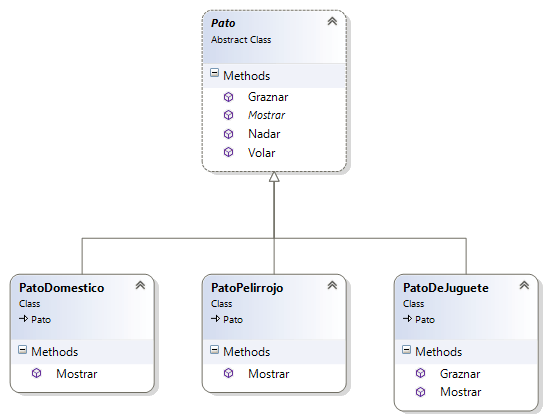 Pato
Abstract Class
Methods
Graznar
Mostrar
Nadar
Volar
PatoDomestico
Class
Pato
Methods
Mostrar
PatoPelirrojo
Class
Pato
Methods
Mostrar
PatoDeJuguete
Class
Pato
Methods
Graznar
Mostrar